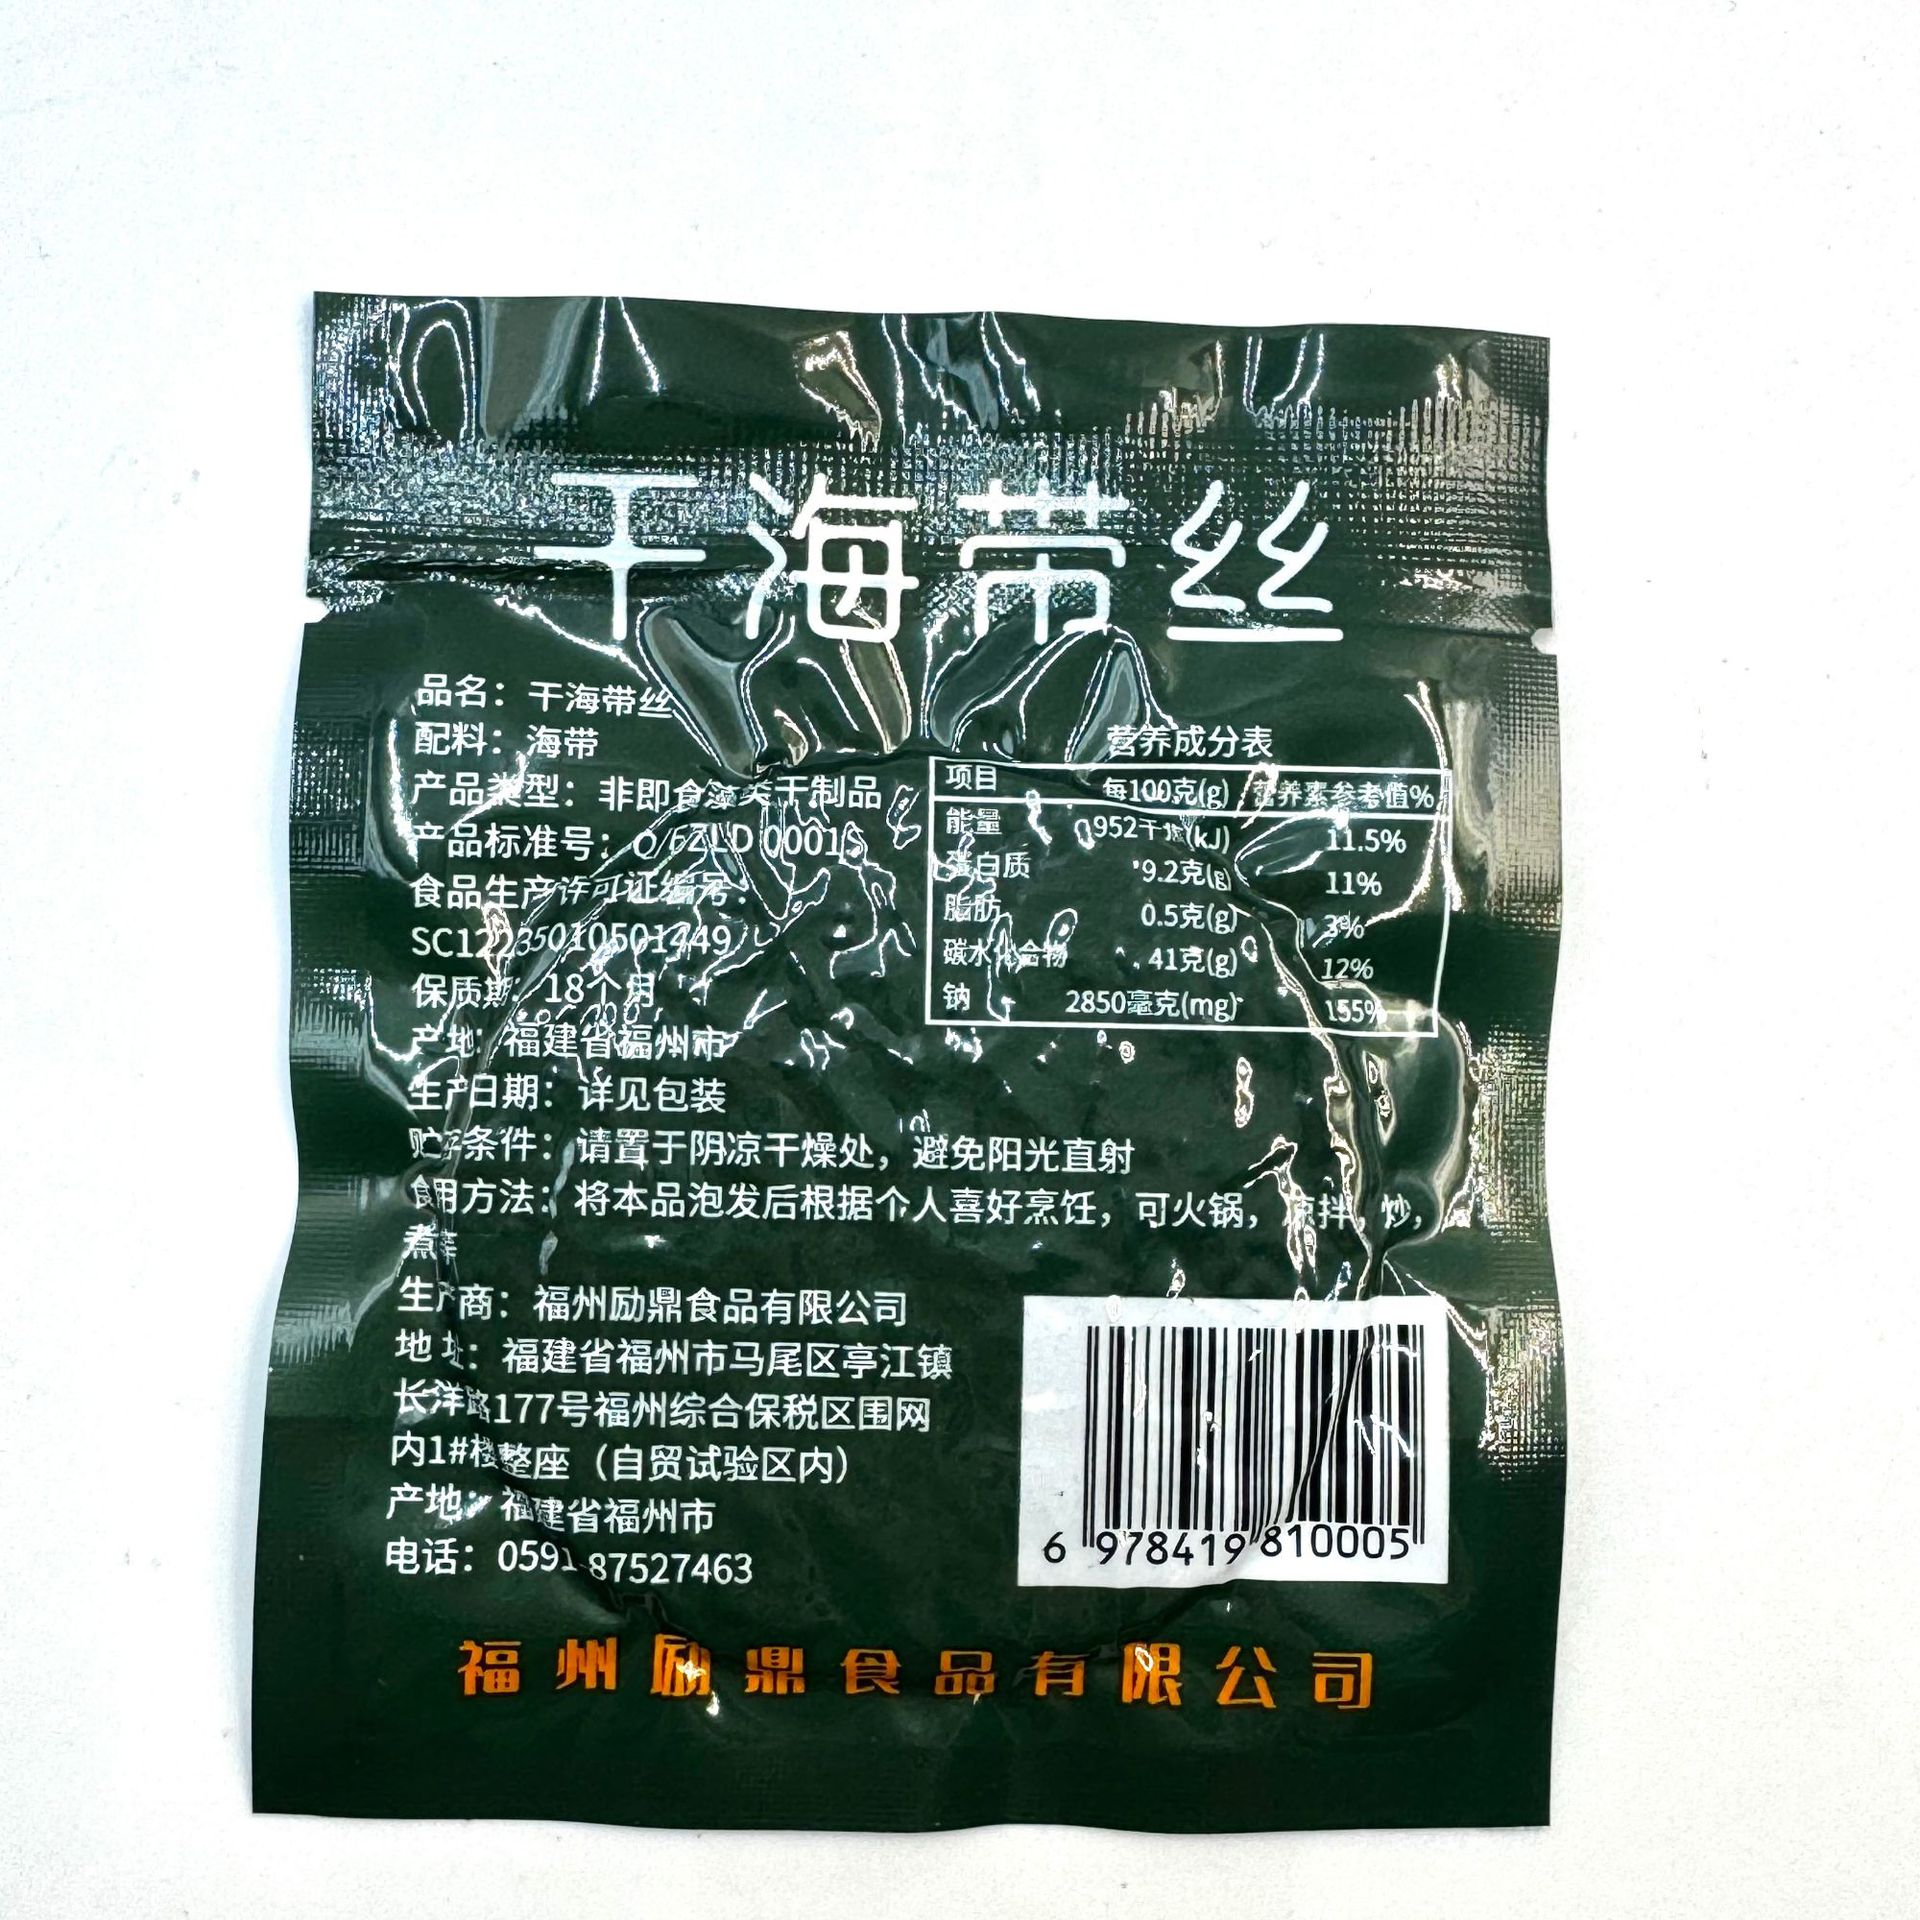 干海带丝
品名：干海带丝
配料：海带
产品类型：非即食藻类干制品
产品标准号：
食品生产许可证编号：
SC12235010501449
保质期：18个月
产地：福建省福州市
生产日期：详见包装
贮存条件：请置于阴凉干燥处，避免阳光直射
食用方法：将本品泡发后根据个人喜好烹饪，可火锅，凉拌，炒，
煮等
生产商：福州励鼎食品有限公司
地址：福建省福州市马尾区亭江镇
长洋路177号福州综合保税区围网
内1#楼整座（自贸试验区内）
产地：福建省福州市
电话：0591-87527463
营养成分表
项目 每100克(g) 营养素参考值%
能量 952千焦(kJ) 11.5%
蛋白质 9.2克(g) 11%
脂肪 0.5克(g) 3%
碳水化合物 41克(g) 12%
钠 2850毫克(mg) 155%
6 978419 810005
福州励鼎食品有限公司